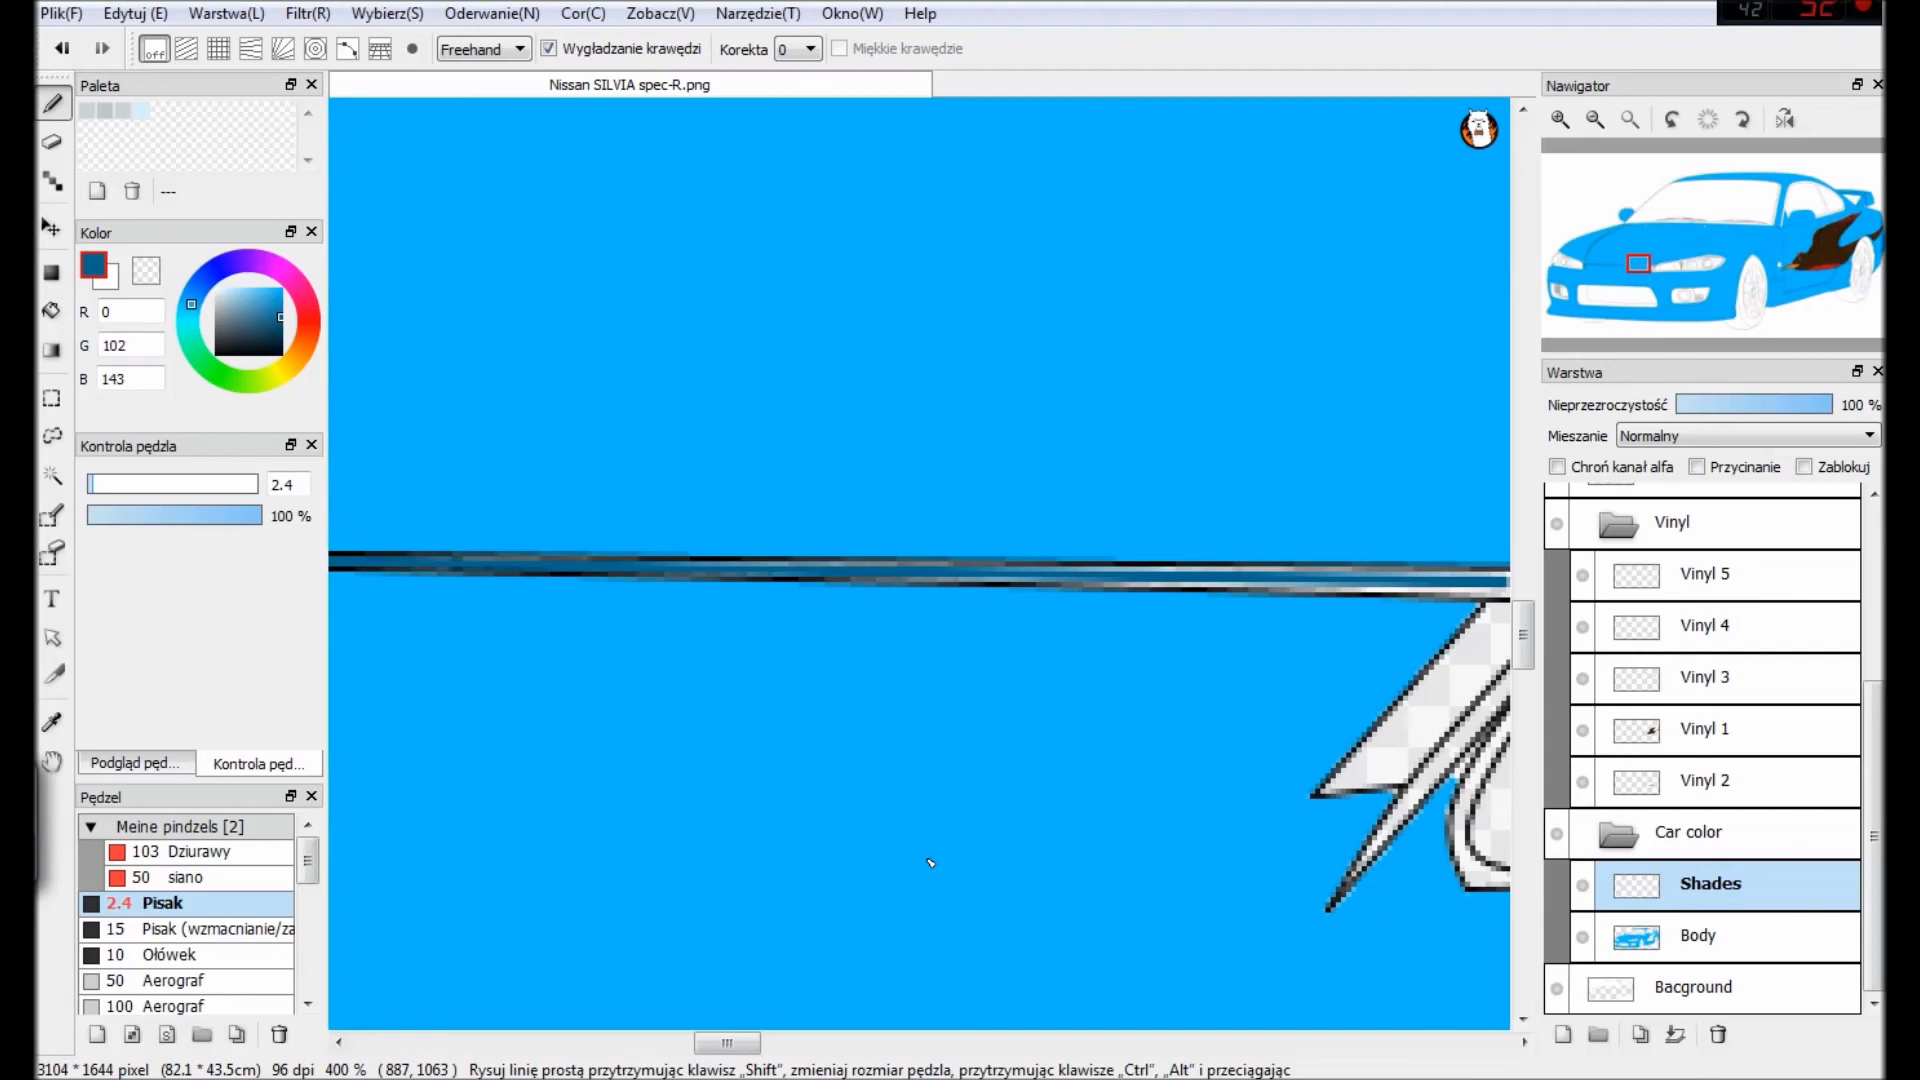 Plik(F) Edytuj (E) Warstwa(L) Filtr(R) Wybierz(S) Oderwanie(N) Cor(C) Zobacz(V) Narzędzie(T) Okno(W) Help
42 52
off Freehand Wygładzanie krawędzi Korekta 0 Miękkie krawędzie
Paleta
Nissan SILVIA spec-R.png
Nawigator
---
Kolor
R 0
G 102
B 143
Kontrola pędzla
2.4
100 %
Podgląd pęd... Kontrola pęd...
Pędzel
Meine pindzels [2]
103 Dziurawy
50 siano
2.4 Pisak
15 Pisak (wzmacnianie/za
10 Ołówek
50 Aerograf
100 Aerograf
Warstwa
Nieprzezroczystość 100 %
Mieszanie Normalny
Chroń kanał alfa Przycinanie Zablokuj
Vinyl
Vinyl 5
Vinyl 4
Vinyl 3
Vinyl 1
Vinyl 2
Car color
Shades
Body
Bacground
T
3104 * 1644 pixel (82.1 * 43.5cm) 96 dpi 400 % ( 887, 1063 ) Rysuj linię prostą przytrzymując klawisz „Shift”, zmieniaj rozmiar pędzla, przytrzymując klawisze „Ctrl”, „Alt” i przeciągając